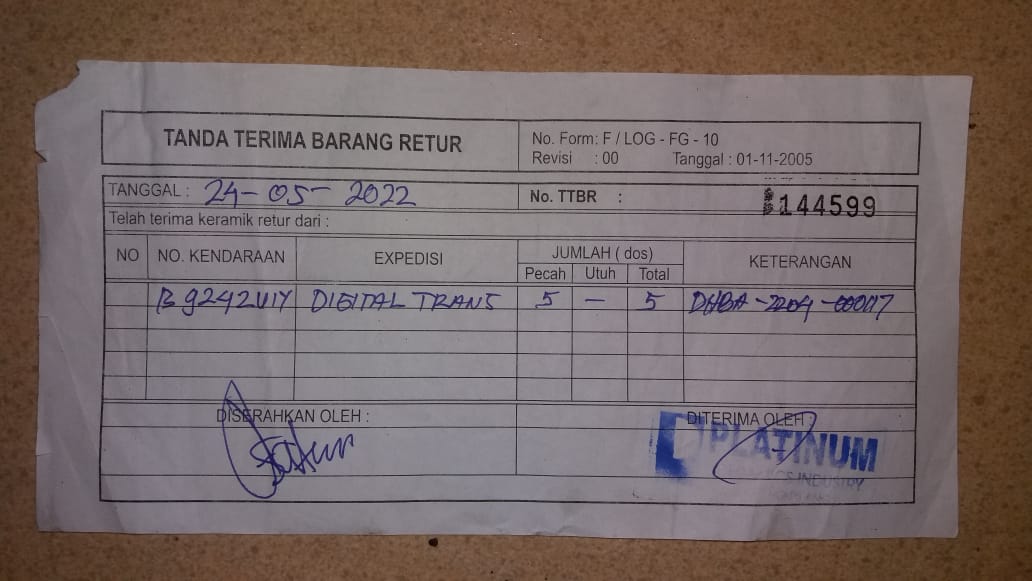 TANDA TERIMA BARANG RETUR
No. Form: F / LOG - FG - 10
Revisi : 00 Tanggal : 01-11-2005
TANGGAL : 24-05-2022
No. TTBR : 144599
Telah terima keramik retur dari :
NO NO. KENDARAAN EXPEDISI JUMLAH ( dos) KETERANGAN
Pecah Utuh Total
B 9242 UIY DIGITAL TRANS 5 - 5 DHBA-2204-000117
DISERAHKAN OLEH : DITERIMA OLEH :
PLATINUM
CS INDUSTRY